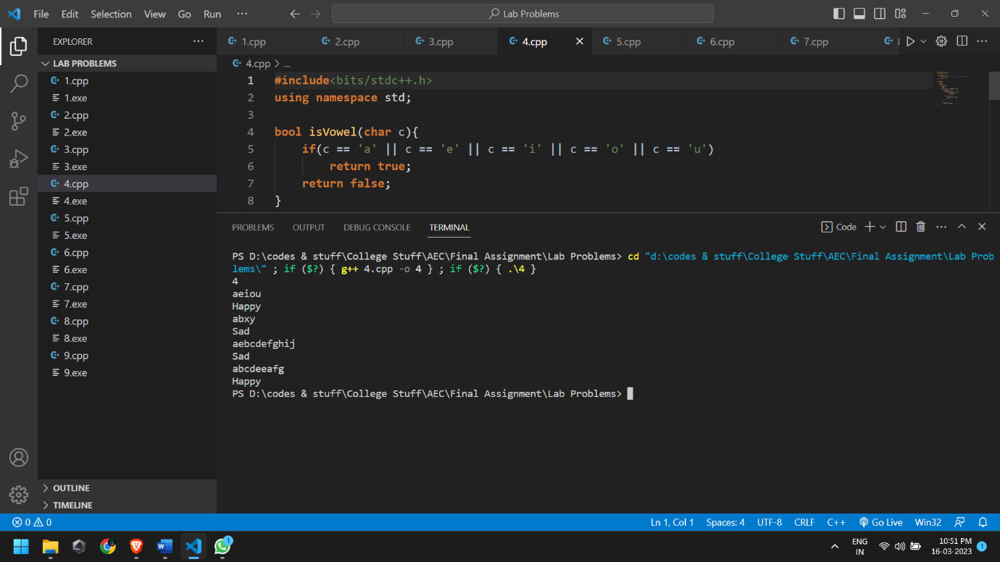 File Edit Selection View Go Run ··· Lab Problems
EXPLORER ···
1.cpp 2.cpp 3.cpp 4.cpp 5.cpp 6.cpp 7.cpp
LAB PROBLEMS
1.cpp
1.exe
2.cpp
2.exe
3.cpp
3.exe
4.cpp
4.exe
5.cpp
5.exe
6.cpp
6.exe
7.cpp
7.exe
8.cpp
8.exe
9.cpp
9.exe
OUTLINE
TIMELINE
4.cpp > ...
1 #include<bits/stdc++.h>
2 using namespace std;
3
4 bool isVowel(char c){
5 if(c == 'a' || c == 'e' || c == 'i' || c == 'o' || c == 'u')
6 return true;
7 return false;
8 }
PROBLEMS OUTPUT DEBUG CONSOLE TERMINAL Code
PS D:\codes & stuff\College Stuff\AEC\Final Assignment\Lab Problems> cd "d:\codes & stuff\College Stuff\AEC\Final Assignment\Lab Prob
lems\" ; if ($?) { g++ 4.cpp -o 4 } ; if ($?) { .\4 }
4
aeiou
Happy
abxy
Sad
aebcdefghij
Sad
abcdeeafg
Happy
PS D:\codes & stuff\College Stuff\AEC\Final Assignment\Lab Problems>
0 0 Ln 1, Col 1 Spaces: 4 UTF-8 CRLF C++ Go Live Win32
ENG
IN
10:51 PM
16-03-2023
1
1